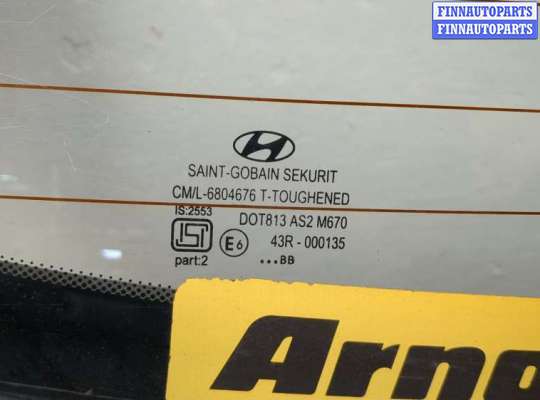 FINNAUTOPARTS
FINNAUTOPARTS
SAINT-GOBAIN SEKURIT
CM/L-6804676 T-TOUGHENED
IS:2553
DOT813 AS2 M670
ISI
E6
43R - 000135
part:2
...BB